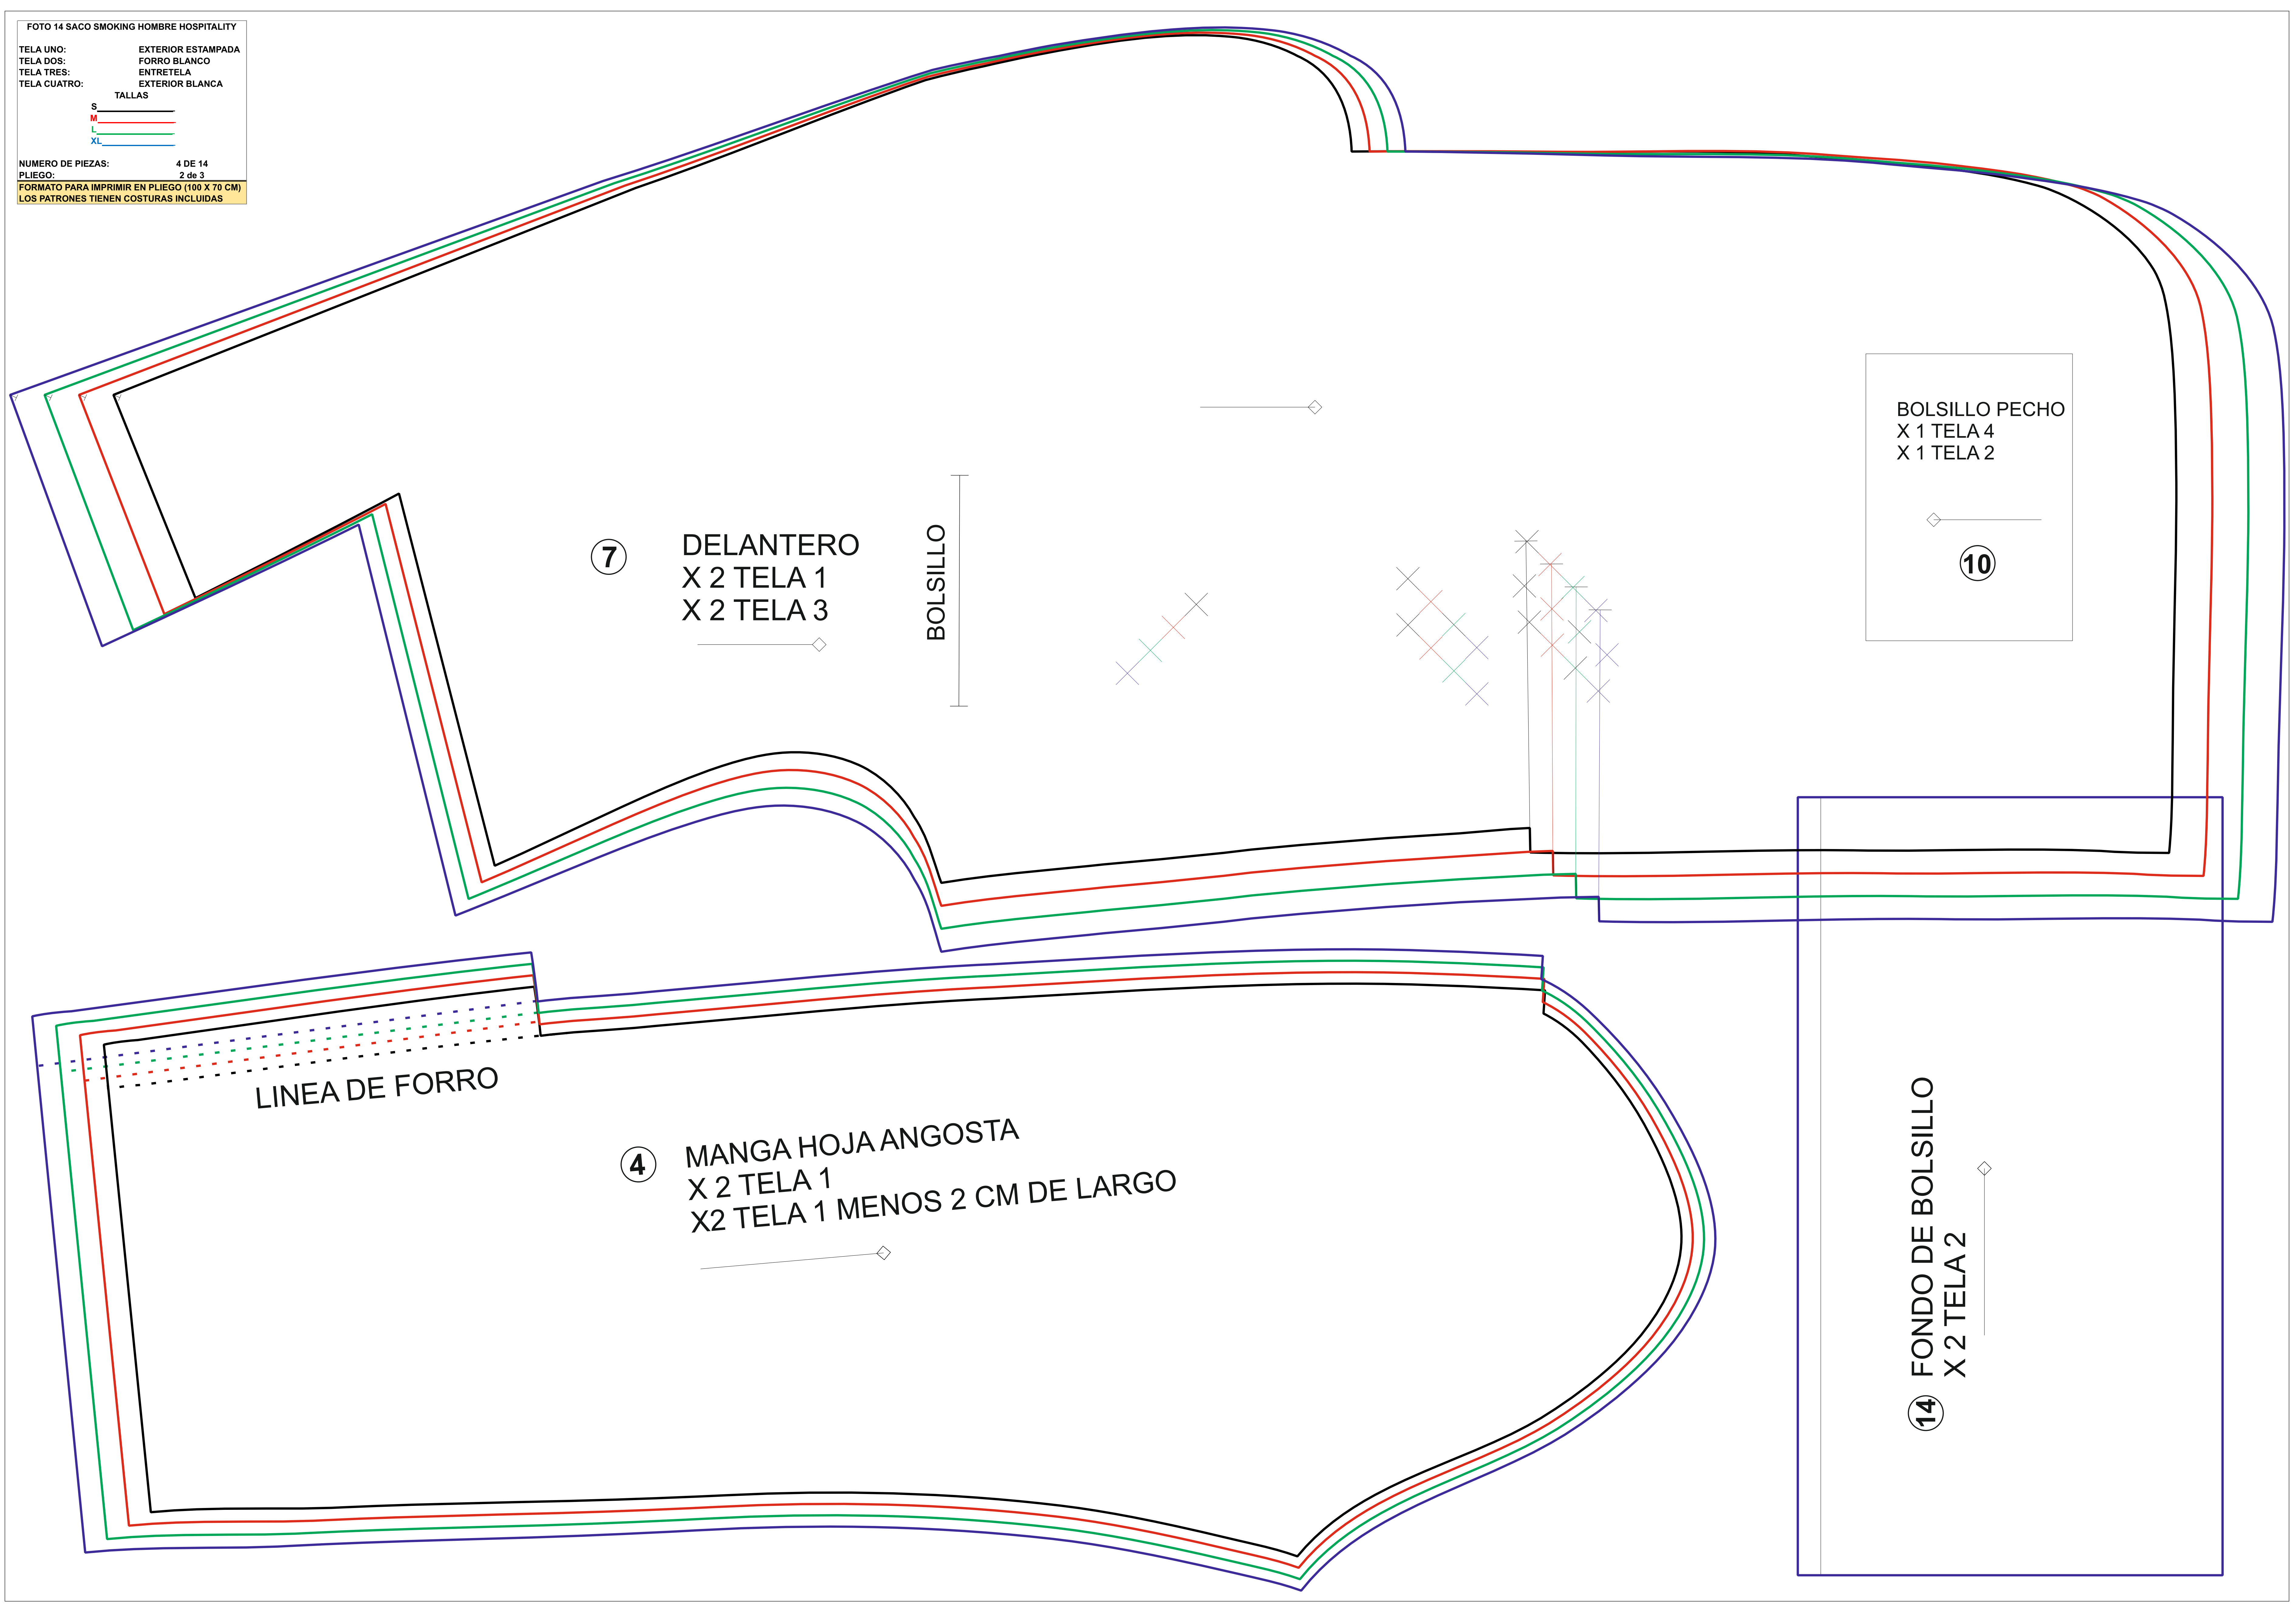 FOTO 14 SACO SMOKING HOMBRE HOSPITALITY
TELA UNO: EXTERIOR ESTAMPADA
TELA DOS: FORRO BLANCO
TELA TRES: ENTRETELA
TELA CUATRO: EXTERIOR BLANCA
TALLAS
S
M
L
XL
NUMERO DE PIEZAS: 4 DE 14
PLIEGO: 2 de 3
FORMATO PARA IMPRIMIR EN PLIEGO (100 X 70 CM)
LOS PATRONES TIENEN COSTURAS INCLUIDAS
7
DELANTERO
X 2 TELA 1
X 2 TELA 3
BOLSILLO
BOLSILLO PECHO
X 1 TELA 4
X 1 TELA 2
10
LINEA DE FORRO
4
MANGA HOJA ANGOSTA
X 2 TELA 1
X2 TELA 1 MENOS 2 CM DE LARGO
14
FONDO DE BOLSILLO
X 2 TELA 2